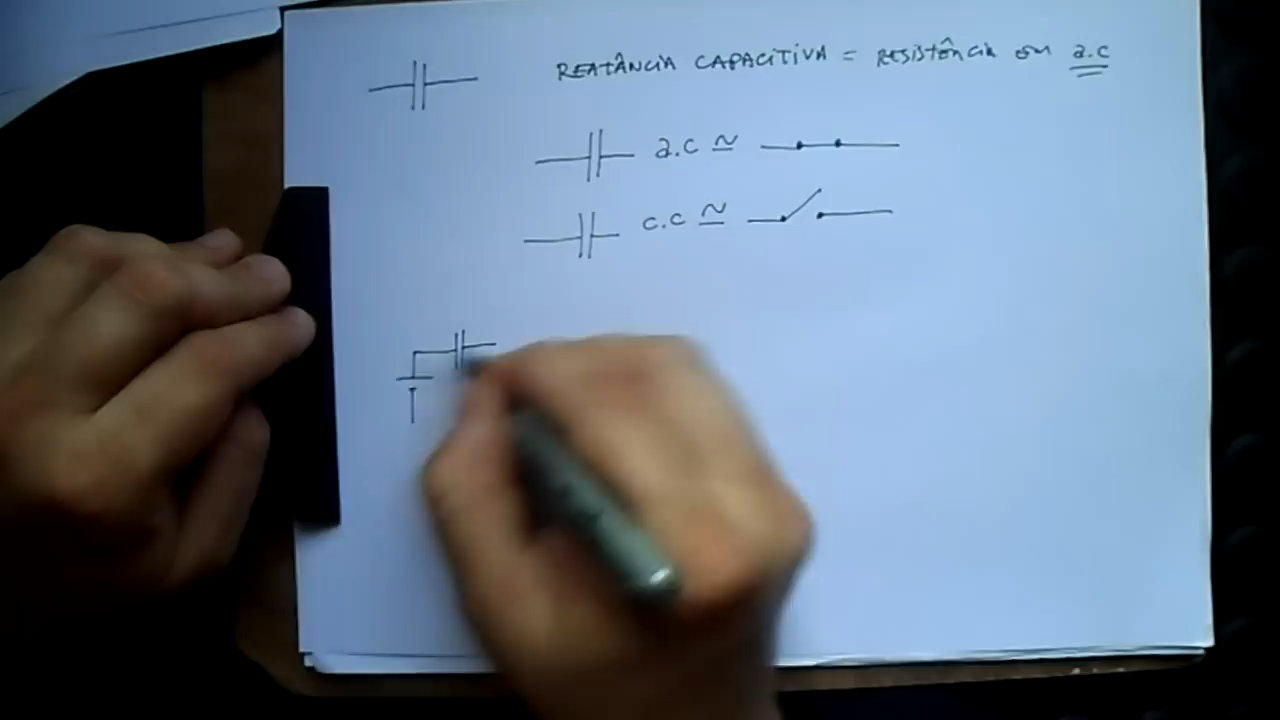 REATÂNCIA CAPACITIVA = RESISTÊNCIA em a.c
a.c ≃
c.c ≃